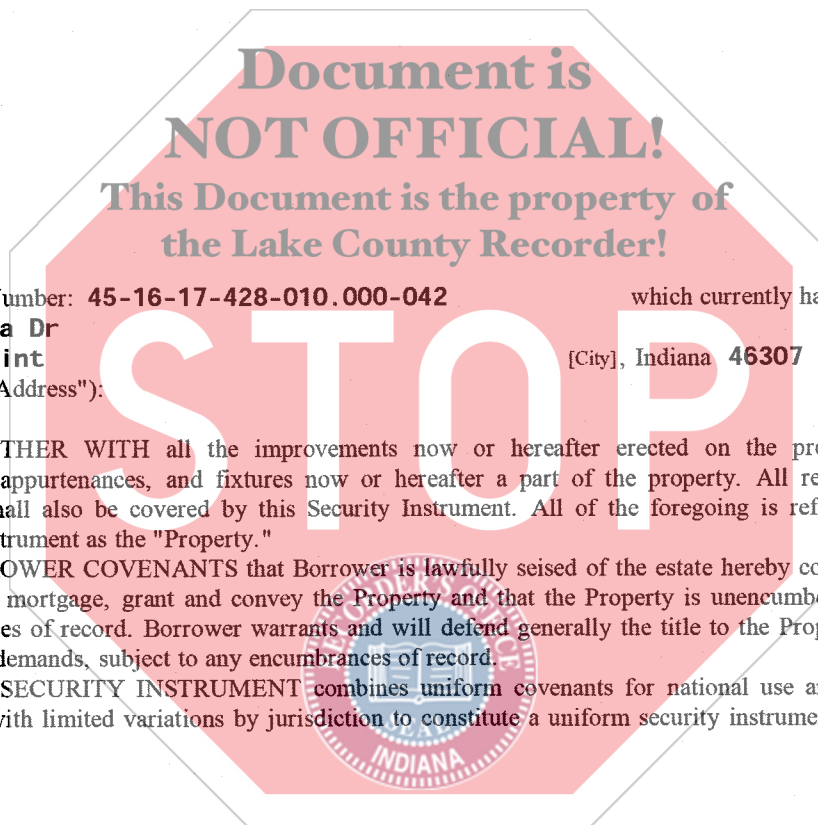 Document is
NOT OFFICIAL!
This Document is the property of
the Lake County Recorder!
umber: 45-16-17-428-010.000-042 which currently ha
a Dr
int [City], Indiana 46307
Address"):
STOP
THER WITH all the improvements now or hereafter erected on the pro
appurtenances, and fixtures now or hereafter a part of the property. All re
all also be covered by this Security Instrument. All of the foregoing is ref
trument as the "Property."
OWER COVENANTS that Borrower is lawfully seised of the estate hereby co
mortgage, grant and convey the Property and that the Property is unencumb
es of record. Borrower warrants and will defend generally the title to the Prop
demands, subject to any encumbrances of record.
SECURITY INSTRUMENT combines uniform covenants for national use a
ith limited variations by jurisdiction to constitute a uniform security instrume
RECORDER'S OFFICE
SEAL
INDIANA